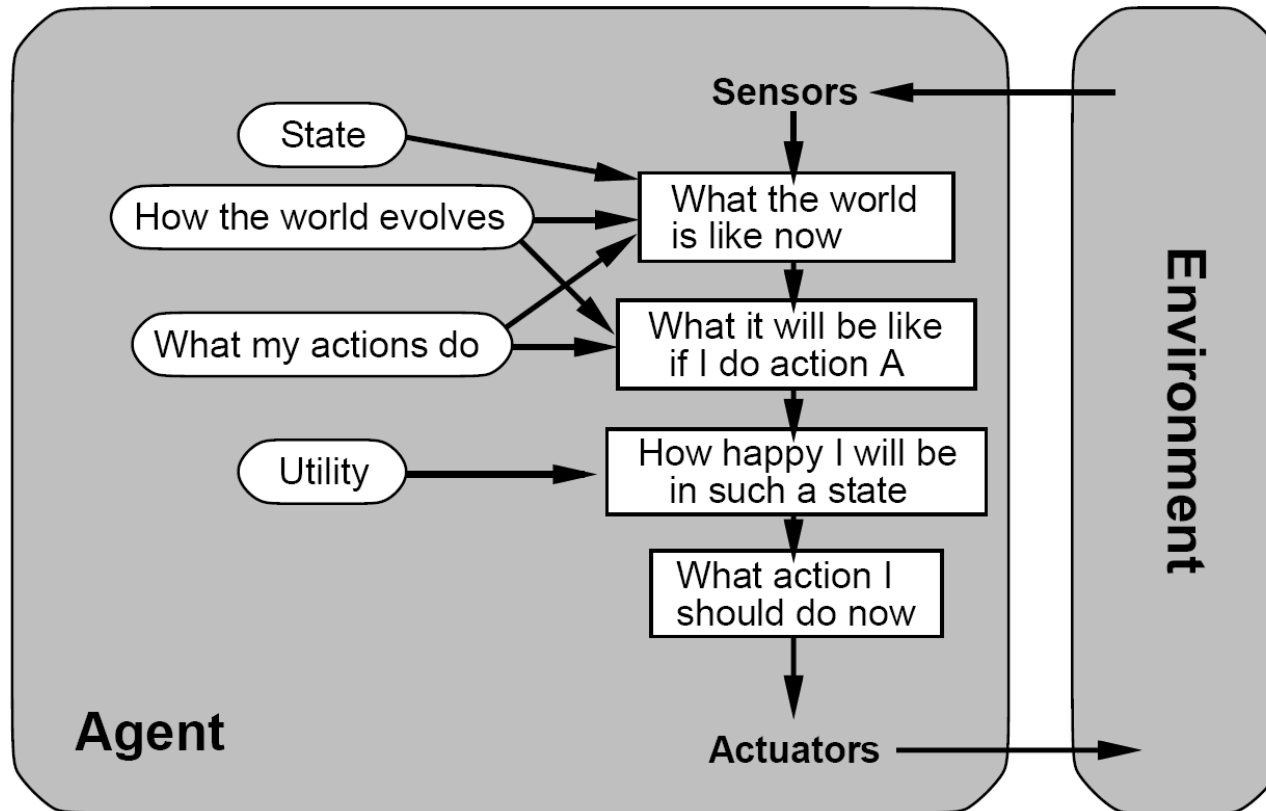 Sensors
State
What the world
is like now
How the world evolves
What it will be like
if I do action A
What my actions do
How happy I will be
in such a state
Utility
What action I
should do now
Agent
Actuators
Environment